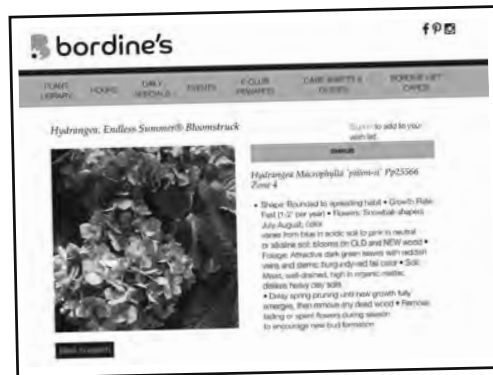 bordine's
PLANT LIBRARY
HOURS
DAILY SPECIALS
EVENTS
E-CLUB REWARDS
CARE SHEETS & GUIDES
BORDINE GIFT CARDS
Hydrangea, Endless Summer® Bloomstruck
Sign in to add to your
wish list
SHRUB
Hydrangea Macrophylla 'piihm-ii' Pp25566
Zone 4
• Shape: Rounded to spreading habit • Growth Rate:
Fast (1-2' per year) • Flowers: Snowball shaped,
July-August; color
varies from blue in acidic soil to pink in neutral
or alkaline soil; blooms on OLD and NEW wood •
Foliage: Attractive dark green leaves with reddish
veins and stems; burgundy-red fall color • Soil:
Moist, well-drained, high in organic matter,
dislikes heavy clay soils
• Delay spring pruning until new growth fully
emerges, then remove any dead wood • Remove
fading or spent flowers during season
to encourage new bud formation